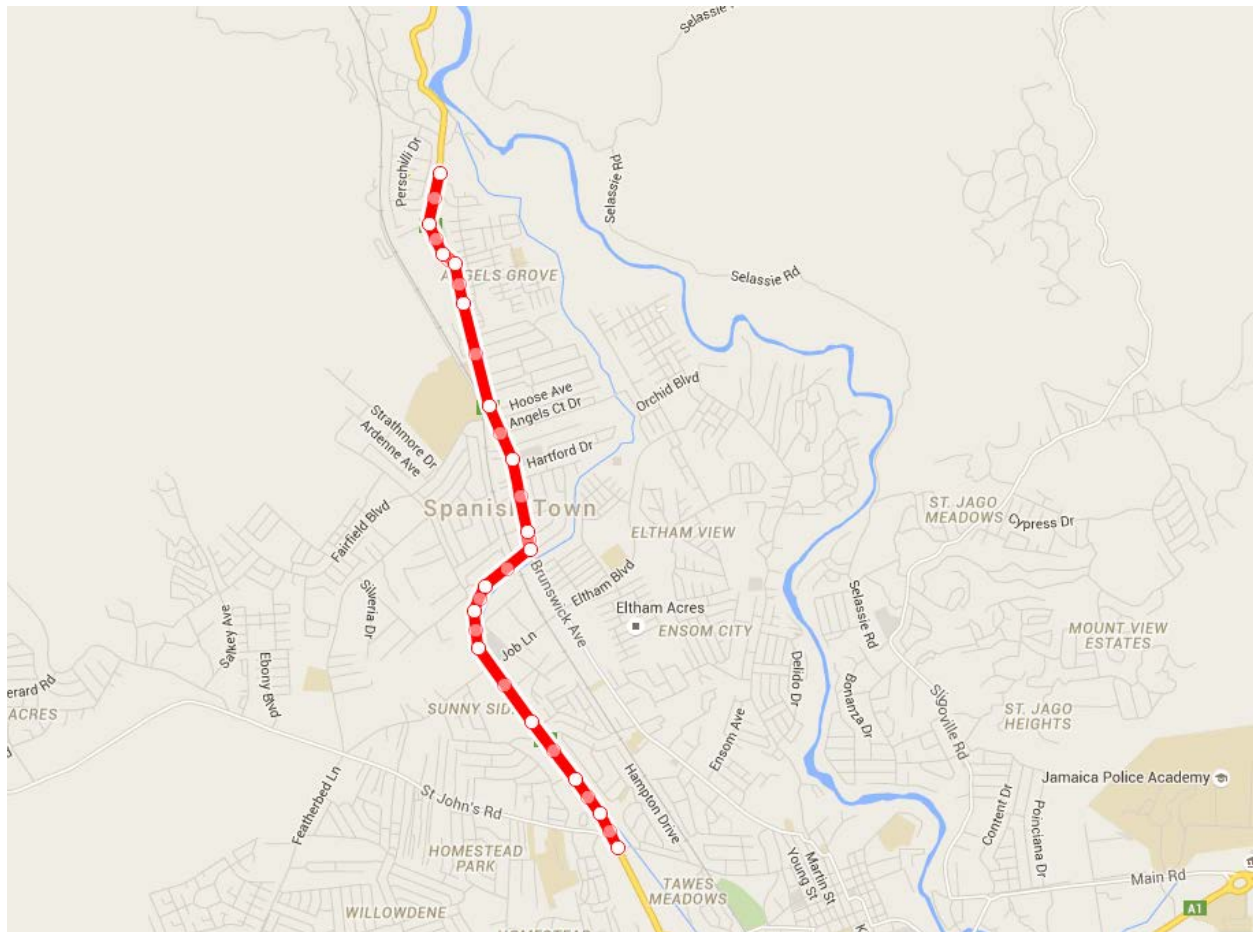 Selassie
Perschilli Dr
Selassie Rd
Selassie Rd
ANGELS GROVE
Orchid Blvd
Hoose Ave
Angels Ct Dr
Strathmore Dr
Ardenne Ave
Hartford Dr
Spanish Town
ST. JAGO
MEADOWS
Cypress Dr
Fairfield Blvd
ELTHAM VIEW
Brunswick Ave
Eltham Blvd
Silveria Dr
Eltham Acres
ENSOM CITY
Selassie Rd
MOUNT VIEW
ESTATES
Salkey Ave
Job Ln
Ebony Blvd
Delido Dr
Bonanza Dr
Sligoville Rd
erard Rd
ACRES
SUNNY SID
ST. JAGO
HEIGHTS
Ensom Ave
Hampton Drive
Jamaica Police Academy
Featherbed Ln
St John's Rd
Content Dr
Poinciana Dr
HOMESTEAD
PARK
Martin St
Young St
Main Rd
TAWES
MEADOWS
A1
WILLOWDENE
HOMESTEAD
K